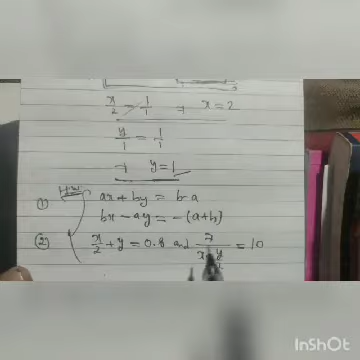 x/2 = 1/1 → x = 2
y/1 = 1/1
→ y = 1
H.W
① ax + by = b - a
bx - ay = -(a+b)
② x/2 + y = 0.8 and 7/(x + y/2) = 10
InShot